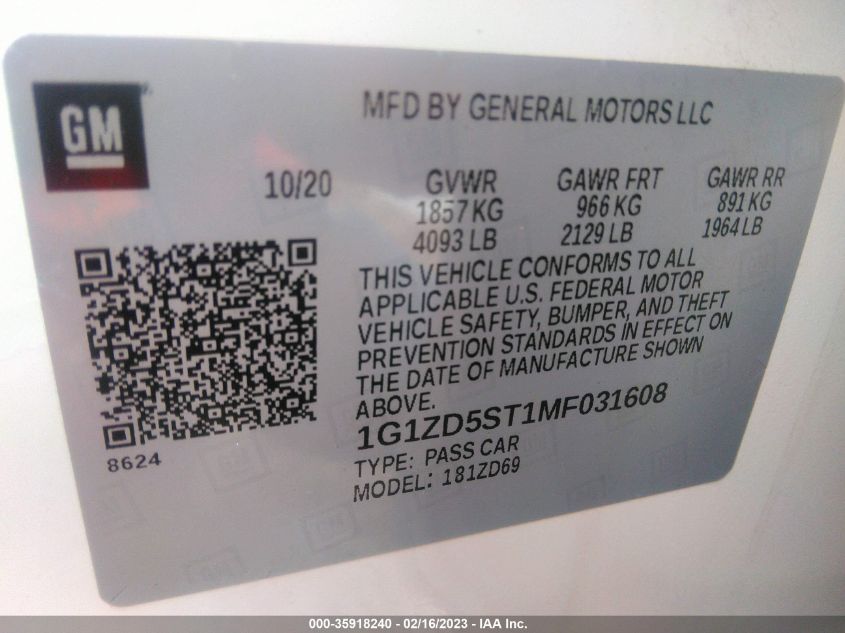 GM
MFD BY GENERAL MOTORS LLC
10/20 GVWR GAWR FRT GAWR RR
1857 KG 966 KG 891 KG
4093 LB 2129 LB 1964 LB
THIS VEHICLE CONFORMS TO ALL
APPLICABLE U.S. FEDERAL MOTOR
VEHICLE SAFETY, BUMPER, AND THEFT
PREVENTION STANDARDS IN EFFECT ON
THE DATE OF MANUFACTURE SHOWN
ABOVE.
1G1ZD5ST1MF031608
8624
TYPE: PASS CAR
MODEL: 181ZD69
000-35918240 - 02/16/2023 - IAA Inc.